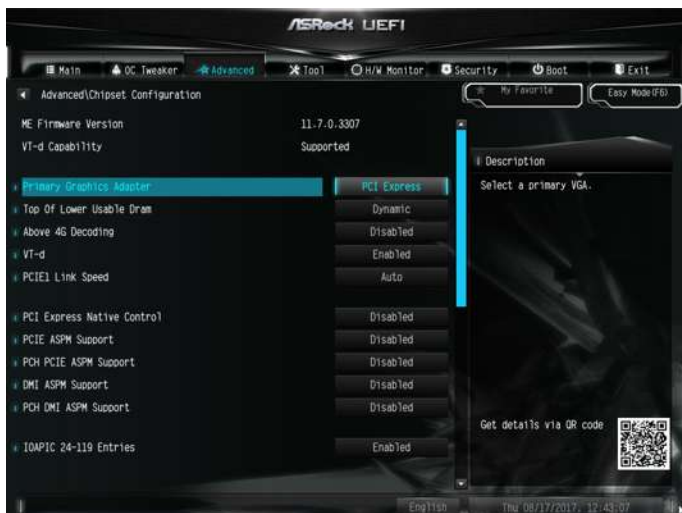 ASRock UEFI
Main OC Tweaker Advanced Tool H/W Monitor Security Boot Exit
Advanced\Chipset Configuration
My Favorite
Easy Mode(F6)
ME Firmware Version 11.7.0.3307
VT-d Capability Supported
Description
Primary Graphics Adapter PCI Express
Select a primary VGA.
Top Of Lower Usable Dram Dynamic
Above 4G Decoding Disabled
VT-d Enabled
PCIE1 Link Speed Auto
PCI Express Native Control Disabled
PCIE ASPM Support Disabled
PCH PCIE ASPM Support Disabled
DMI ASPM Support Disabled
PCH DMI ASPM Support Disabled
Get details via QR code
IOAPIC 24-119 Entries Enabled
English
Thu 08/17/2017, 12:43:07